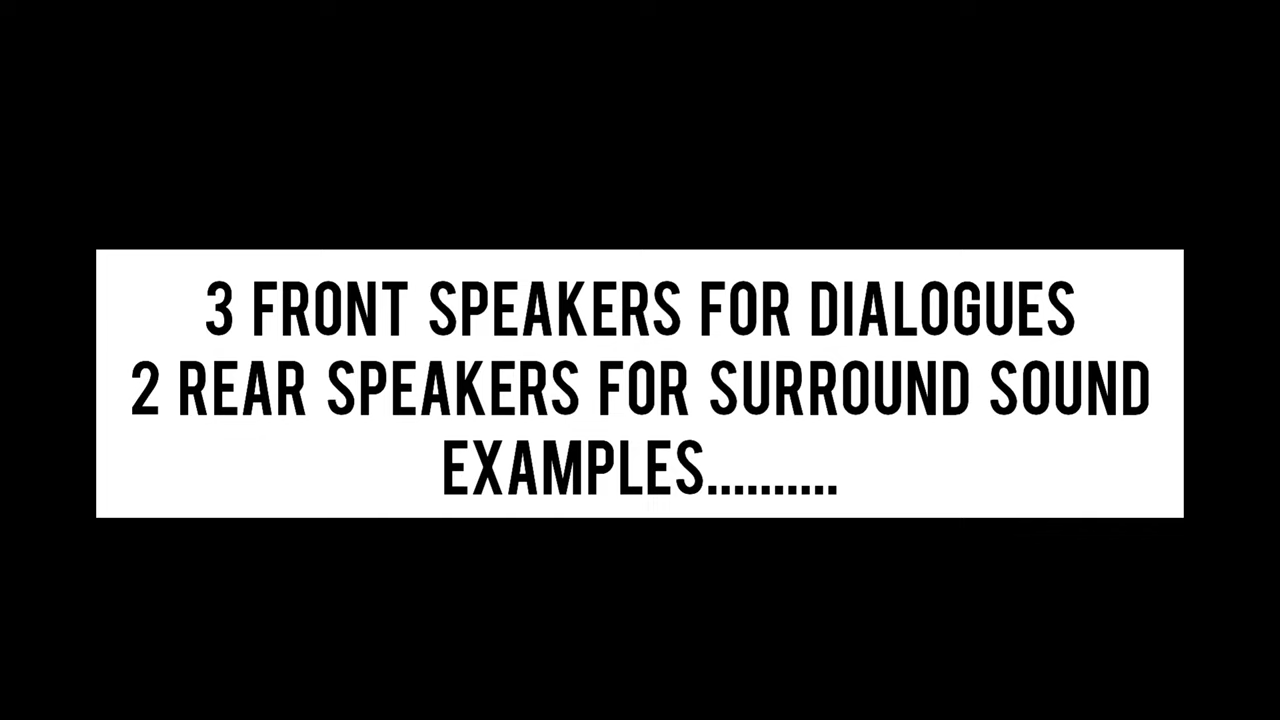 3 FRONT SPEAKERS FOR DIALOGUES
2 REAR SPEAKERS FOR SURROUND SOUND
EXAMPLES..........